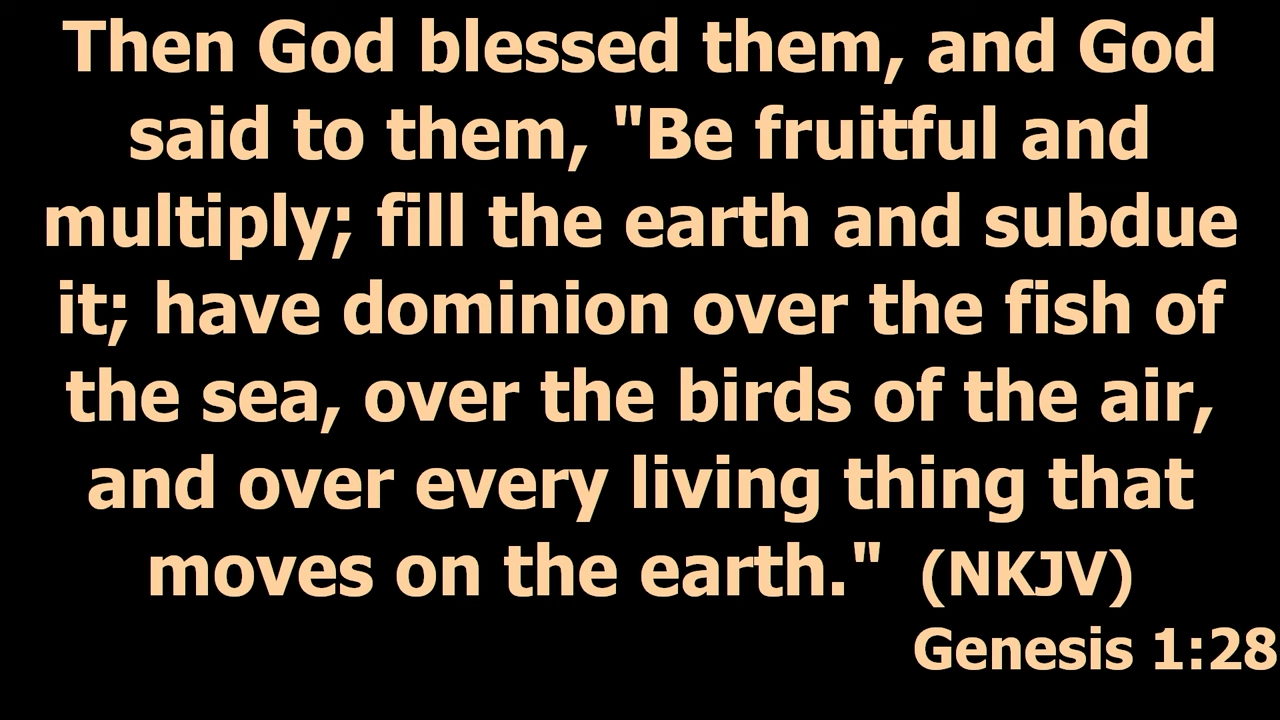 Then God blessed them, and God
said to them, "Be fruitful and
multiply; fill the earth and subdue
it; have dominion over the fish of
the sea, over the birds of the air,
and over every living thing that
moves on the earth." (NKJV)
Genesis 1:28